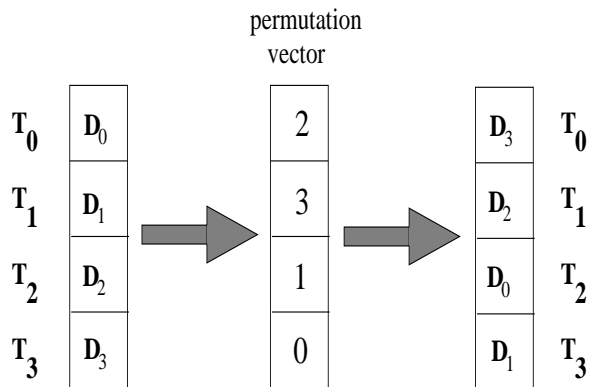 permutation
vector
T0 D0 2 D3 T0
T1 D1 3 D2 T1
T2 D2 1 D0 T2
T3 D3 0 D1 T3